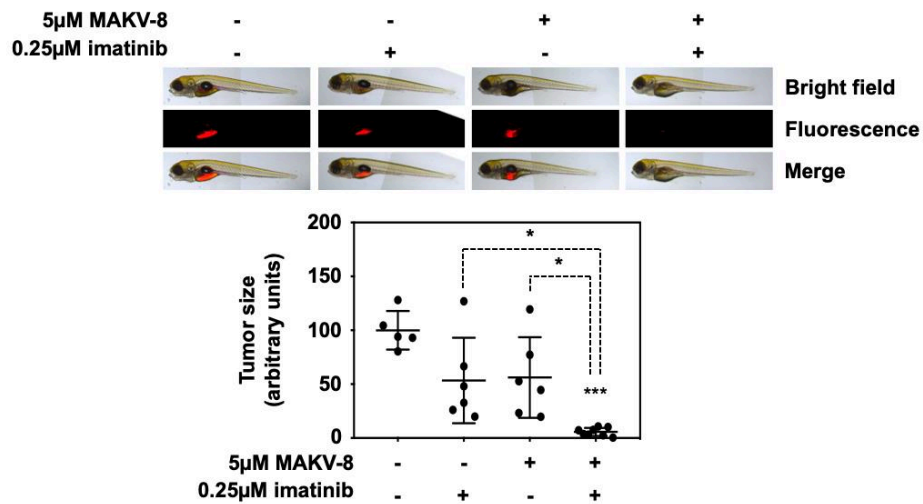 5µM MAKV-8 - - + +
0.25µM imatinib - + - +
Bright field
Fluorescence
Merge
Tumor size
(arbitrary units)
200
150
100
50
0
*
*
***
5µM MAKV-8 - - + +
0.25µM imatinib - + - +